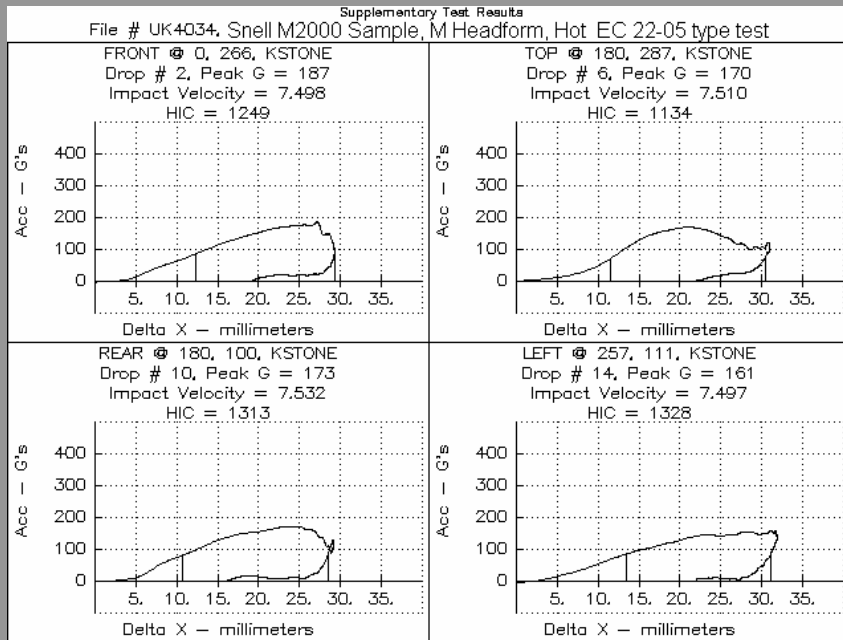 Supplementary Test Results
File # UK4034, Snell M2000 Sample, M Headform, Hot EC 22-05 type test
FRONT @ 0, 266, KSTONE
Drop # 2, Peak G = 187
Impact Velocity = 7.498
HIC = 1249
400
300
200
100
0
Acc – G's
5. 10. 15. 20. 25. 30. 35.
Delta X – millimeters
TOP @ 180, 287, KSTONE
Drop # 6, Peak G = 170
Impact Velocity = 7.510
HIC = 1134
400
300
200
100
0
Acc – G's
5. 10. 15. 20. 25. 30. 35.
Delta X – millimeters
REAR @ 180, 100, KSTONE
Drop # 10, Peak G = 173
Impact Velocity = 7.532
HIC = 1313
400
300
200
100
0
Acc – G's
5. 10. 15. 20. 25. 30. 35.
Delta X – millimeters
LEFT @ 257, 111, KSTONE
Drop # 14, Peak G = 161
Impact Velocity = 7.497
HIC = 1328
400
300
200
100
0
Acc – G's
5. 10. 15. 20. 25. 30. 35.
Delta X – millimeters